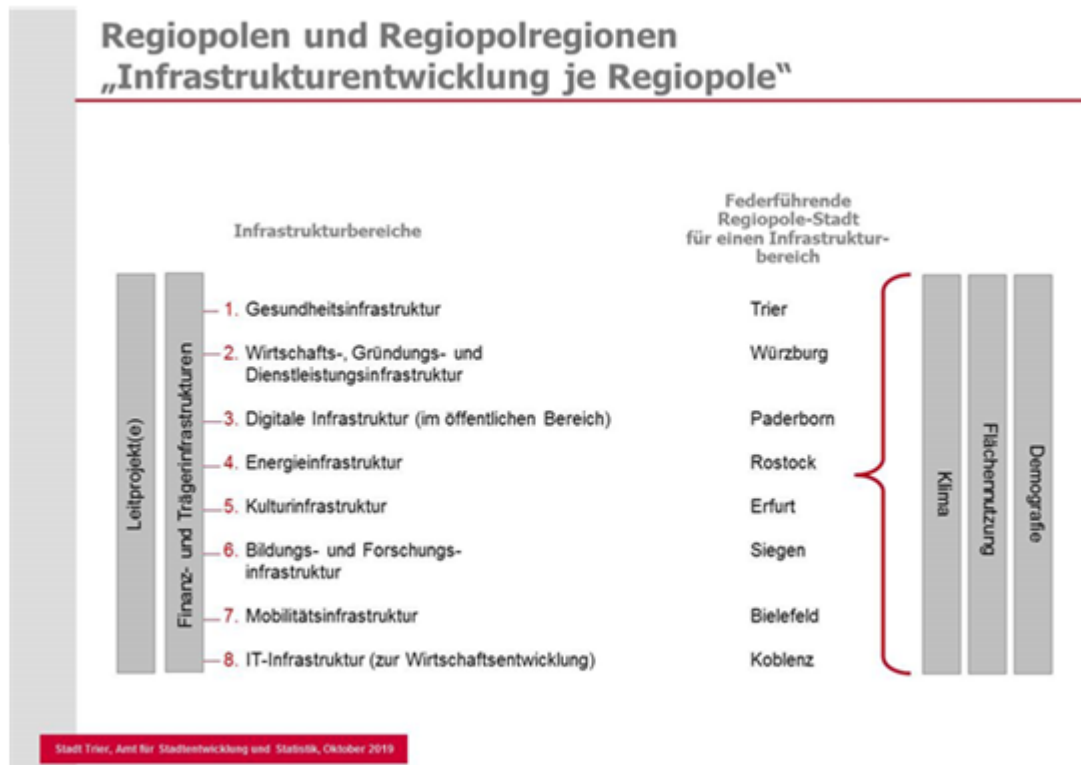 Regiopolen und Regiopolregionen
„Infrastrukturentwicklung je Regiopole“
Infrastrukturbereiche
Federführende
Regiopole-Stadt
für einen Infrastruktur-
bereich
Leitprojekt(e)
Finanz- und Trägerinfrastrukturen
1. Gesundheitsinfrastruktur
Trier
2. Wirtschafts-, Gründungs- und
Dienstleistungsinfrastruktur
Würzburg
3. Digitale Infrastruktur (im öffentlichen Bereich)
Paderborn
4. Energieinfrastruktur
Rostock
5. Kulturinfrastruktur
Erfurt
6. Bildungs- und Forschungs-
infrastruktur
Siegen
7. Mobilitätsinfrastruktur
Bielefeld
8. IT-Infrastruktur (zur Wirtschaftsentwicklung)
Koblenz
Klima
Flächennutzung
Demografie
Stadt Trier, Amt für Stadtentwicklung und Statistik, Oktober 2019